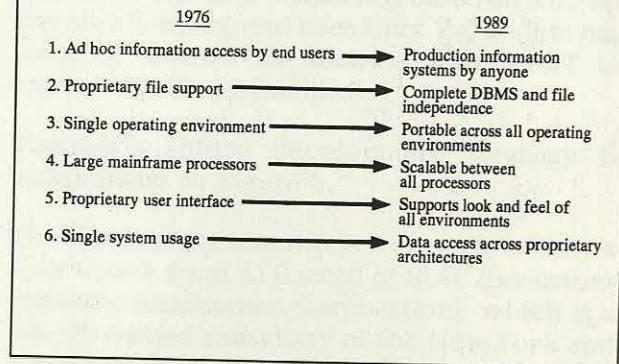 1976 1989
1. Ad hoc information access by end users Production information
systems by anyone
2. Proprietary file support Complete DBMS and file
independence
3. Single operating environment Portable across all operating
environments
4. Large mainframe processors Scalable between
all processors
5. Proprietary user interface Supports look and feel of
all environments
6. Single system usage Data access across proprietary
architectures